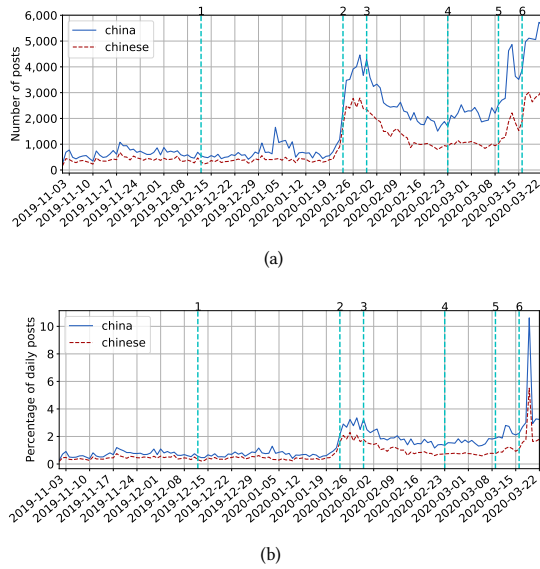 1 2 3 4 5 6
6,000
5,000
4,000
3,000
2,000
1,000
0
Number of posts
china
chinese
2019-11-03 2019-11-10 2019-11-17 2019-11-24 2019-12-01 2019-12-08 2019-12-15 2019-12-22 2019-12-29 2020-01-05 2020-01-12 2020-01-19 2020-01-26 2020-02-02 2020-02-09 2020-02-16 2020-02-23 2020-03-01 2020-03-08 2020-03-15 2020-03-22
(a)
1 2 3 4 5 6
10
8
6
4
2
0
Percentage of daily posts
china
chinese
2019-11-03 2019-11-10 2019-11-17 2019-11-24 2019-12-01 2019-12-08 2019-12-15 2019-12-22 2019-12-29 2020-01-05 2020-01-12 2020-01-19 2020-01-26 2020-02-02 2020-02-09 2020-02-16 2020-02-23 2020-03-01 2020-03-08 2020-03-15 2020-03-22
(b)